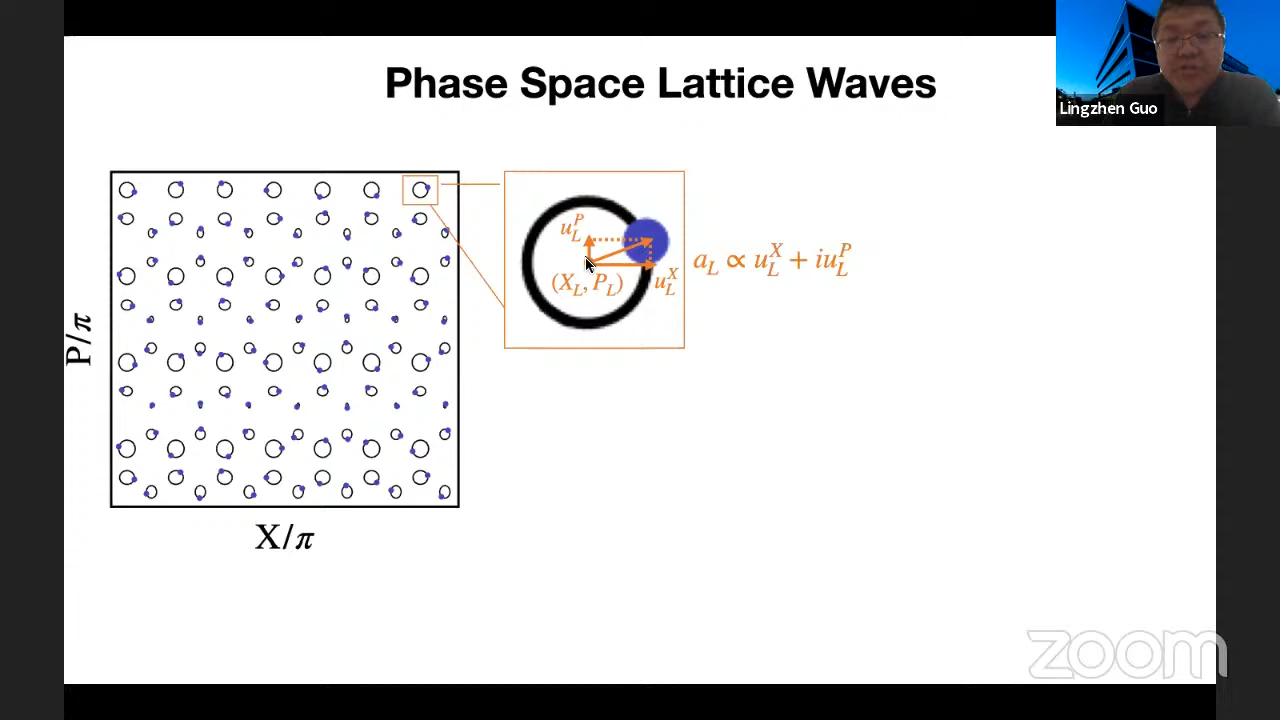 Phase Space Lattice Waves
Lingzhen Guo
P/π
X/π
u_L^P
(X_L, P_L)
u_L^X
a_L ∝ u_L^X + iu_L^P
zoom